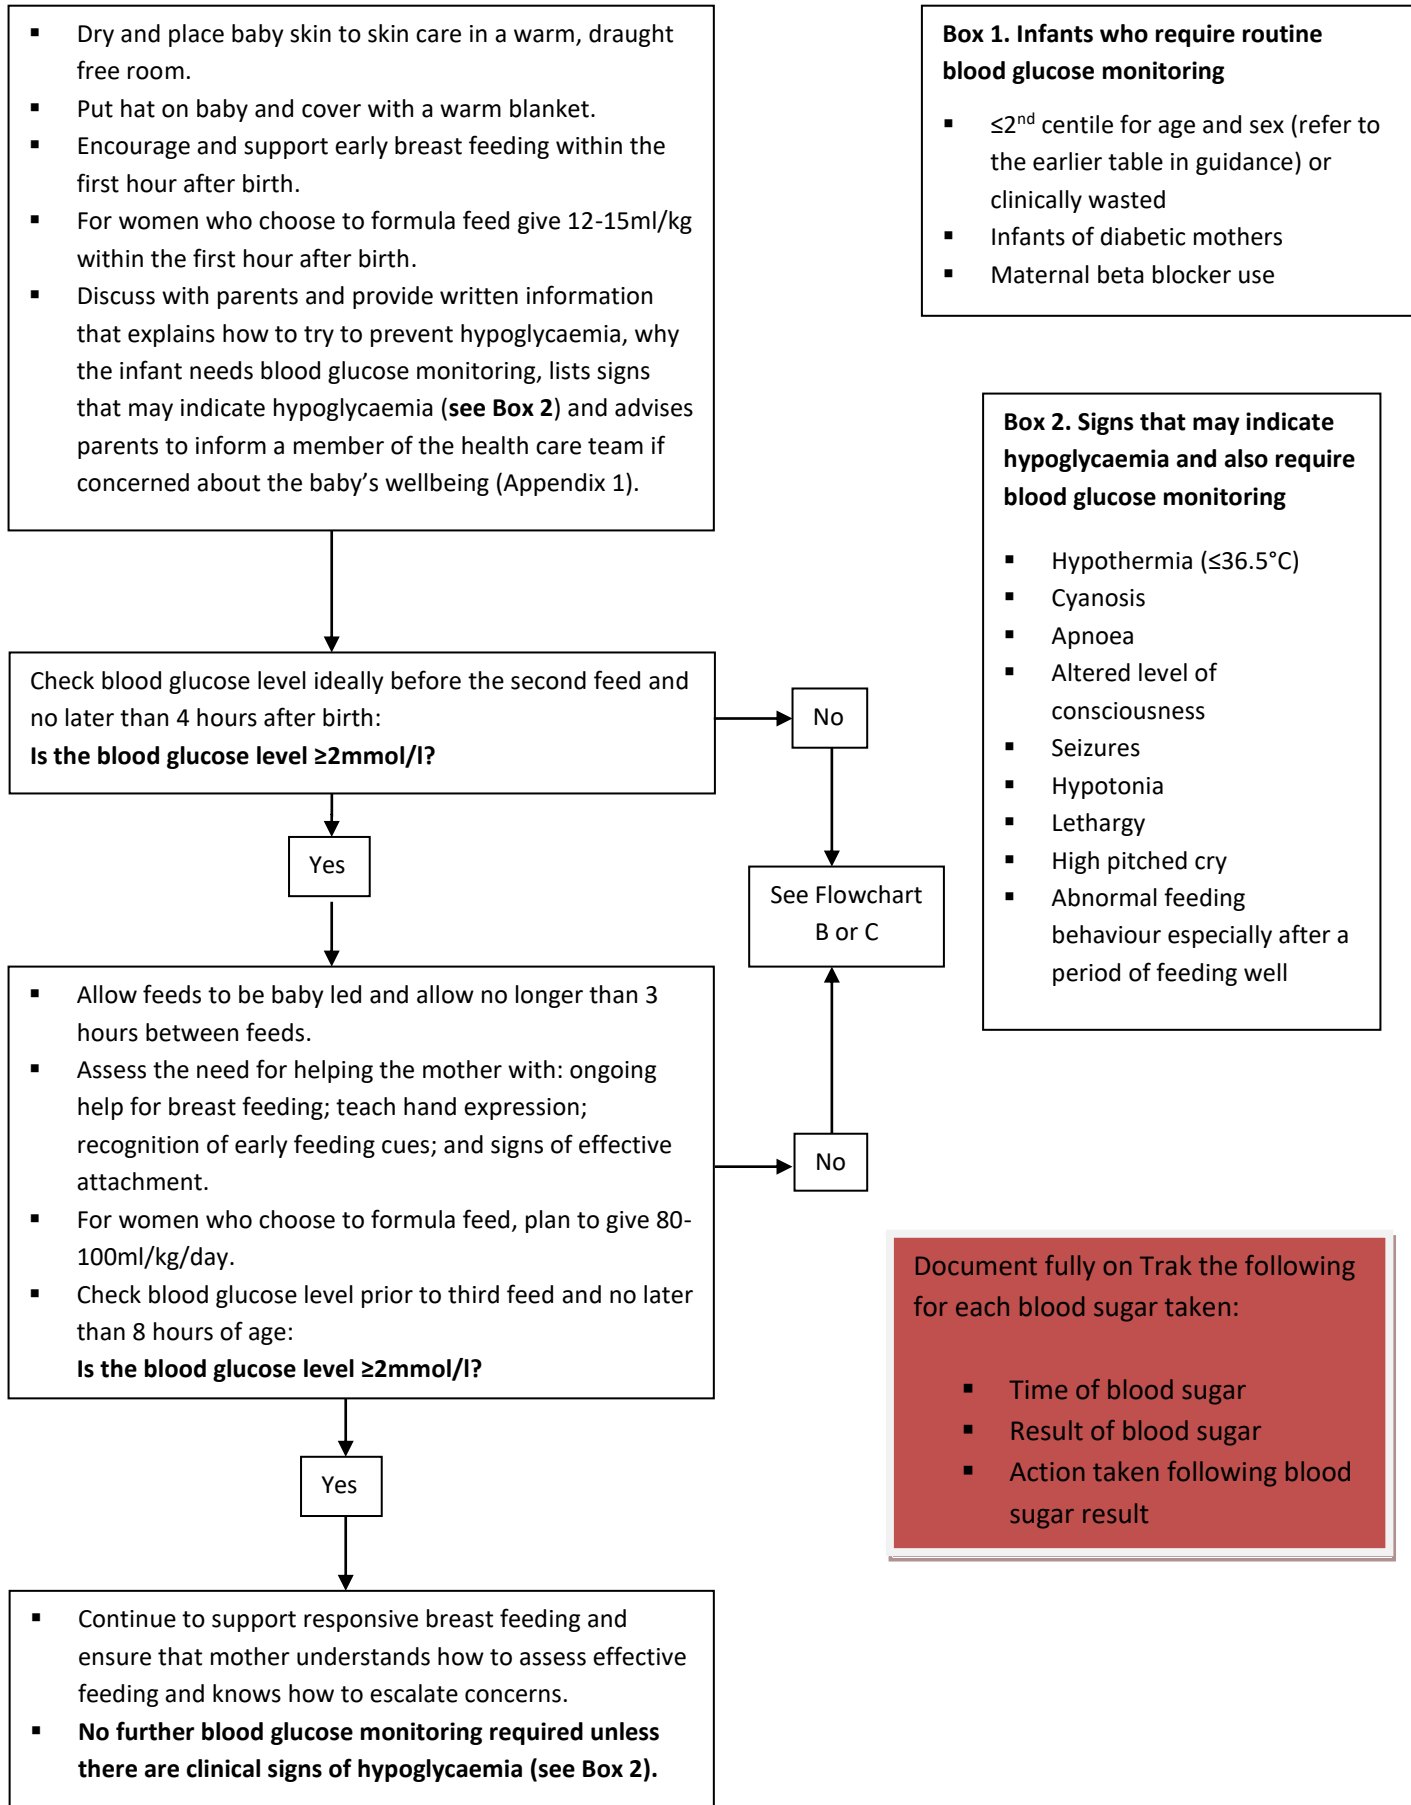 ▪ Dry and place baby skin to skin care in a warm, draught
free room.
▪ Put hat on baby and cover with a warm blanket.
▪ Encourage and support early breast feeding within the
first hour after birth.
▪ For women who choose to formula feed give 12-15ml/kg
within the first hour after birth.
▪ Discuss with parents and provide written information
that explains how to try to prevent hypoglycaemia, why
the infant needs blood glucose monitoring, lists signs
that may indicate hypoglycaemia (see Box 2) and advises
parents to inform a member of the health care team if
concerned about the baby’s wellbeing (Appendix 1).
Box 1. Infants who require routine
blood glucose monitoring
▪ ≤2nd centile for age and sex (refer to
the earlier table in guidance) or
clinically wasted
▪ Infants of diabetic mothers
▪ Maternal beta blocker use
Box 2. Signs that may indicate
hypoglycaemia and also require
blood glucose monitoring
▪ Hypothermia (≤36.5°C)
▪ Cyanosis
▪ Apnoea
▪ Altered level of
consciousness
▪ Seizures
▪ Hypotonia
▪ Lethargy
▪ High pitched cry
▪ Abnormal feeding
behaviour especially after a
period of feeding well
Check blood glucose level ideally before the second feed and
no later than 4 hours after birth:
Is the blood glucose level ≥2mmol/l?
No
Yes
See Flowchart
B or C
▪ Allow feeds to be baby led and allow no longer than 3
hours between feeds.
▪ Assess the need for helping the mother with: ongoing
help for breast feeding; teach hand expression;
recognition of early feeding cues; and signs of effective
attachment.
▪ For women who choose to formula feed, plan to give 80-
100ml/kg/day.
▪ Check blood glucose level prior to third feed and no later
than 8 hours of age:
Is the blood glucose level ≥2mmol/l?
No
Document fully on Trak the following
for each blood sugar taken:
▪ Time of blood sugar
▪ Result of blood sugar
▪ Action taken following blood
sugar result
Yes
▪ Continue to support responsive breast feeding and
ensure that mother understands how to assess effective
feeding and knows how to escalate concerns.
▪ No further blood glucose monitoring required unless
there are clinical signs of hypoglycaemia (see Box 2).